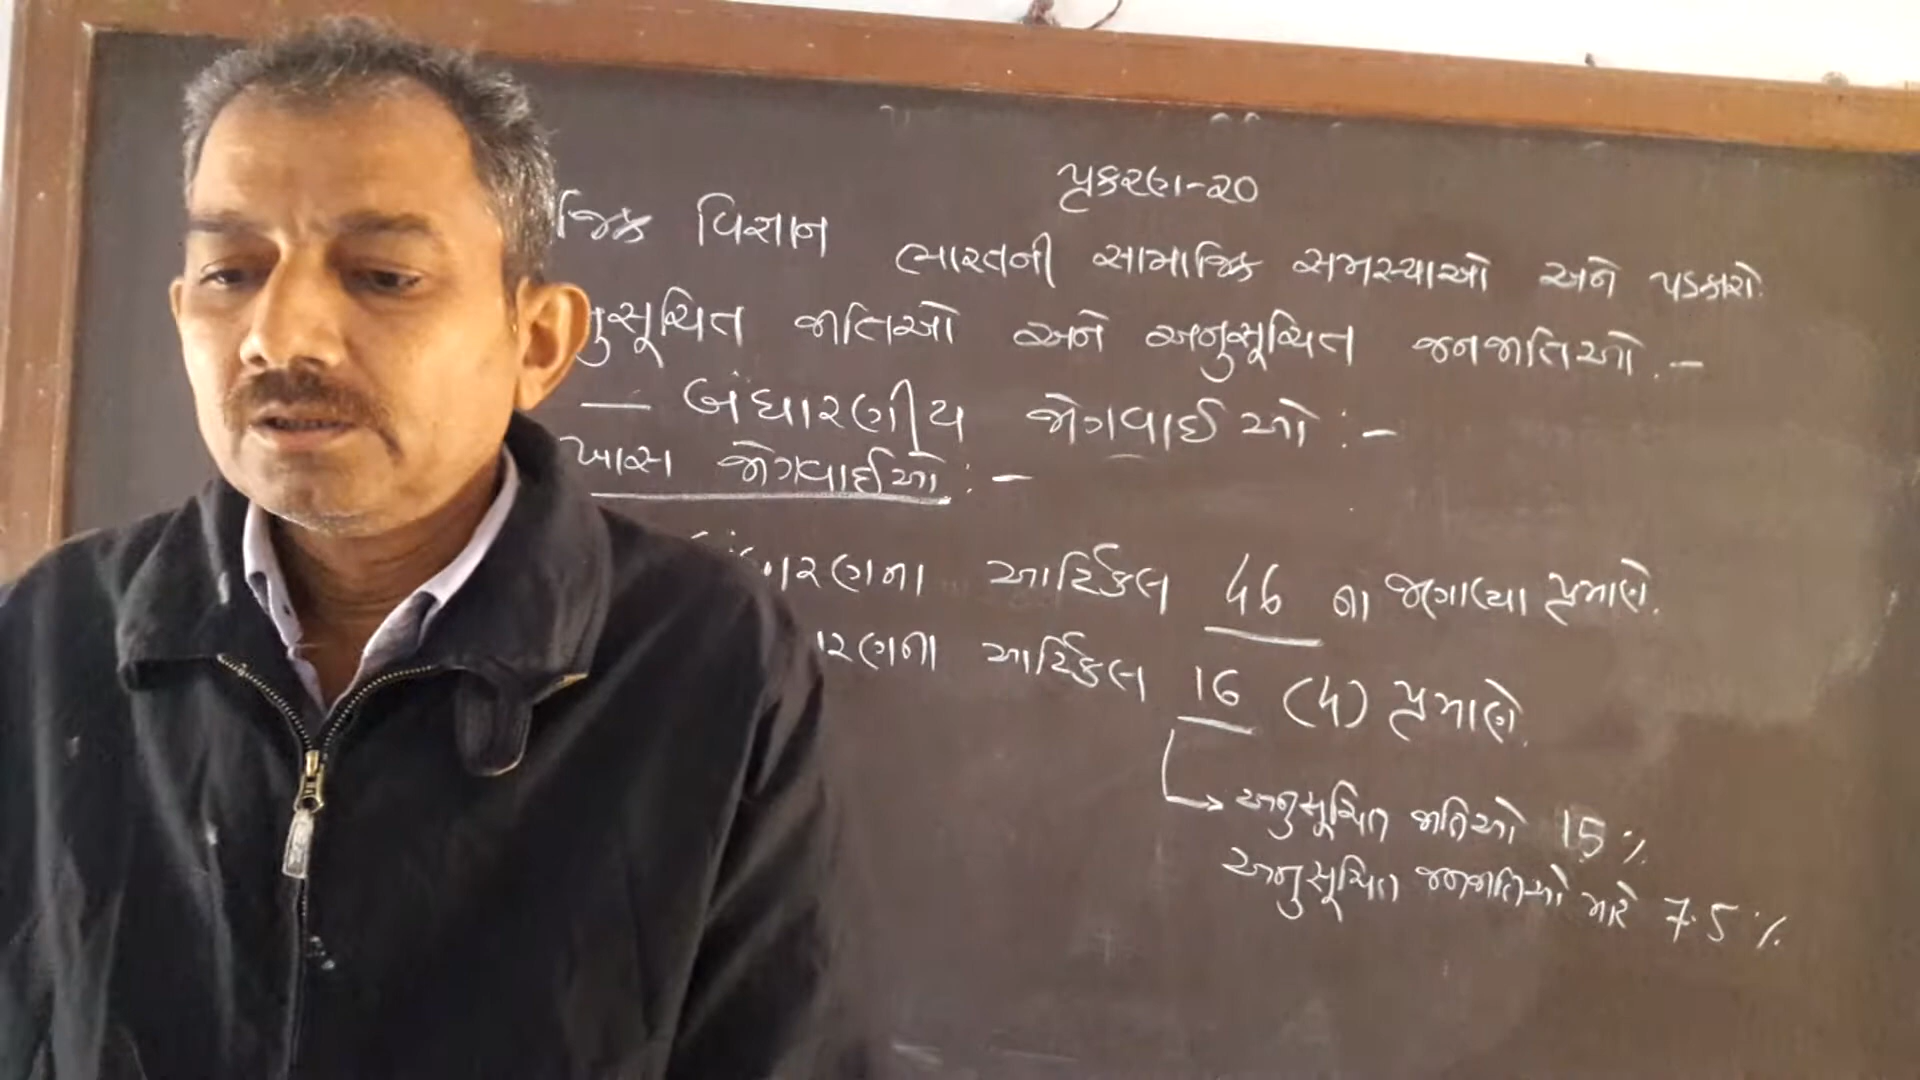 પ્રકરણ-૨૦
જિક વિજ્ઞાન
ભારતની સામાજિક સમસ્યાઓ અને પડકારો.
નુસૂચિત જાતિઓ અને અનુસૂચિત જનજાતિઓ.-
— બંધારણીય જોગવાઈઓ :-
ખાસ જોગવાઈઓ :-
બંધારણના આર્ટિકલ 46 ના જણાવ્યા પ્રમાણે.
ારણના આર્ટિકલ 16 (4) પ્રમાણે.
→ અનુસૂચિત જાતિઓ 15%
અનુસૂચિત જનજાતિઓ માટે 7.5%